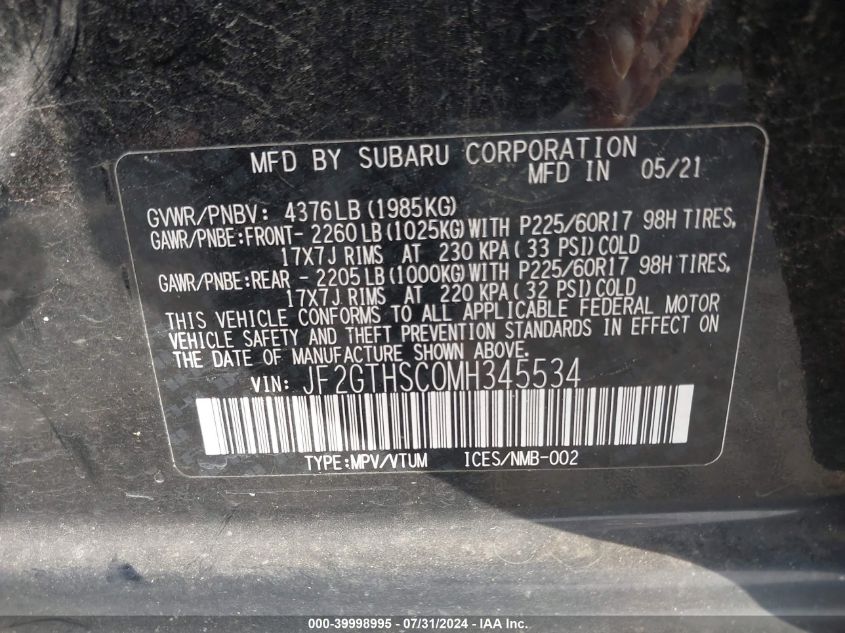 MFD BY SUBARU CORPORATION
MFD IN 05/21
GVWR/PNBV: 4376LB(1985KG)
GAWR/PNBE:FRONT- 2260LB(1025KG)WITH P225/60R17 98H TIRES,
17X7J RIMS AT 230 KPA(33 PSI)COLD
GAWR/PNBE:REAR - 2205LB(1000KG)WITH P225/60R17 98H TIRES,
17X7J RIMS AT 220 KPA(32 PSI)COLD
THIS VEHICLE CONFORMS TO ALL APPLICABLE FEDERAL MOTOR
VEHICLE SAFETY AND THEFT PREVENTION STANDARDS IN EFFECT ON
THE DATE OF MANUFACTURE SHOWN ABOVE.
VIN: JF2GTHSC0MH345534
TYPE:MPV/VTUM ICES/NMB-002
000-39998995 - 07/31/2024 - IAA Inc.